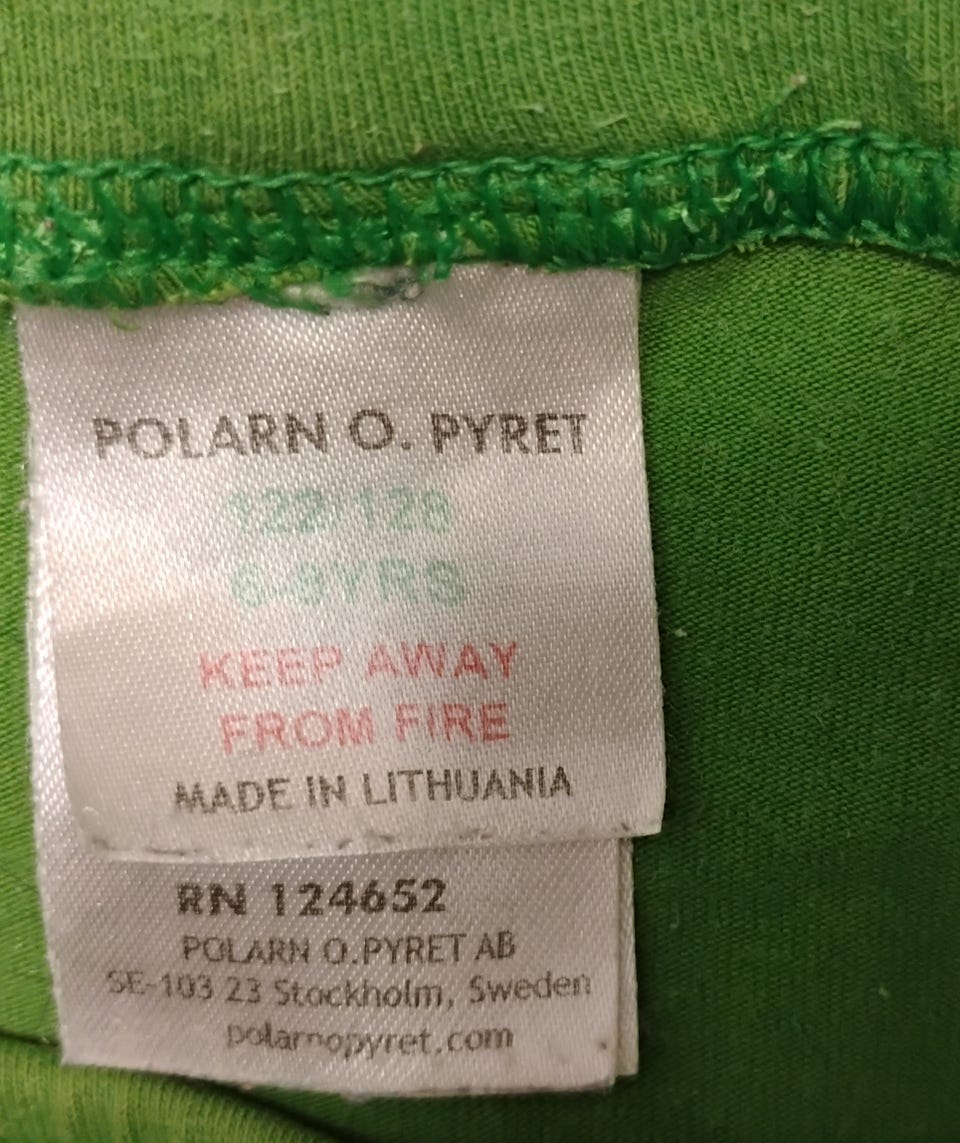 POLARN O. PYRET
122/128
6-8YRS
KEEP AWAY
FROM FIRE
MADE IN LITHUANIA
RN 124652
POLARN O.PYRET AB
SE-103 23 Stockholm, Sweden
polarnopyret.com